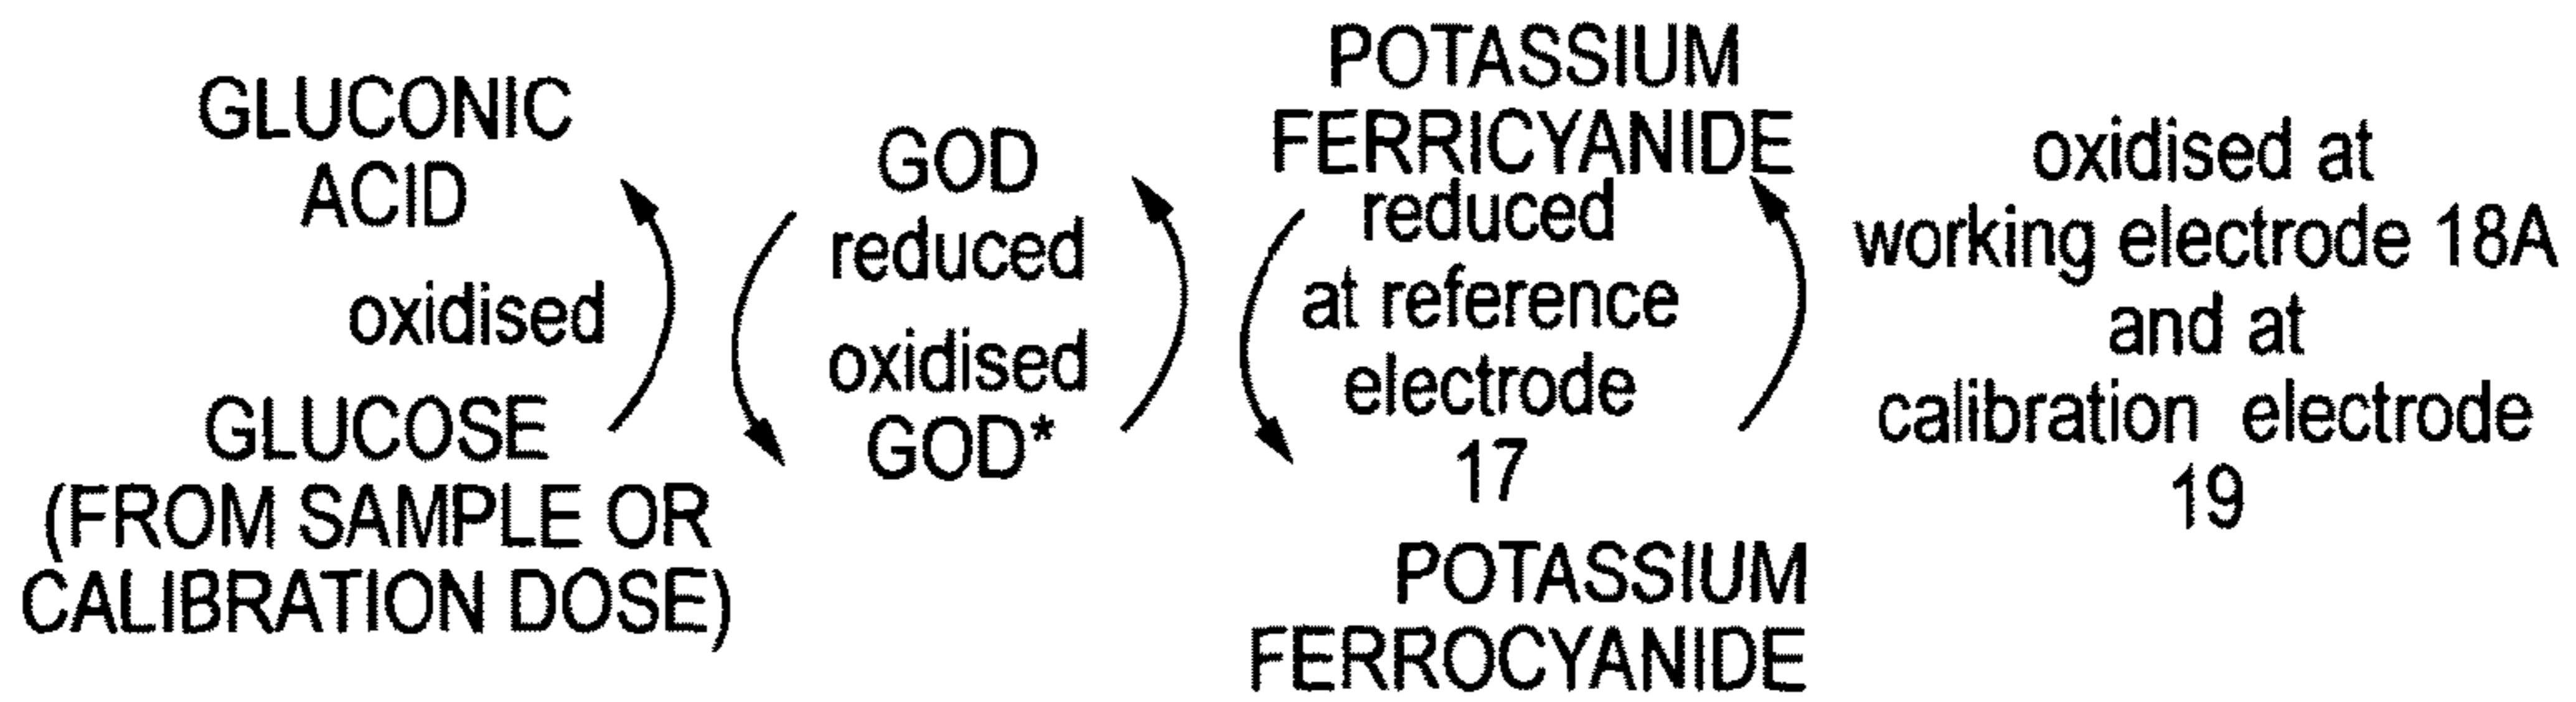 GLUCONIC
ACID
oxidised
GLUCOSE
(FROM SAMPLE OR
CALIBRATION DOSE)
GOD
reduced
oxidised
GOD*
POTASSIUM
FERRICYANIDE
reduced
at reference
electrode
17
POTASSIUM
FERROCYANIDE
oxidised at
working electrode 18A
and at
calibration electrode
19